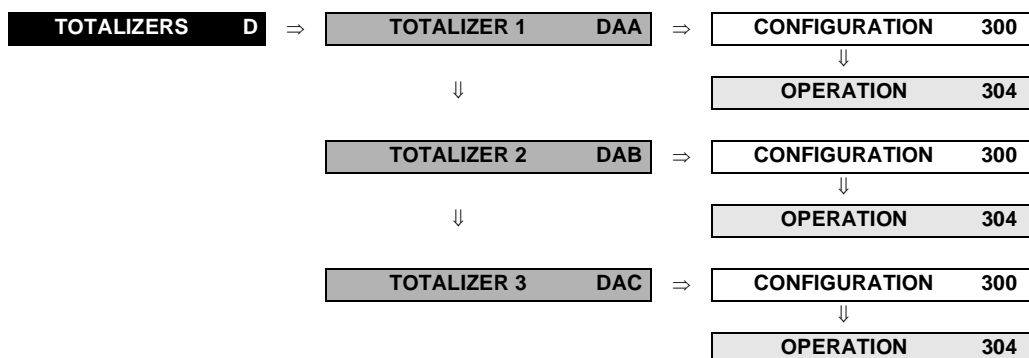 TOTALIZERS D ⇒ TOTALIZER 1 DAA ⇒ CONFIGURATION 300
⇓
⇓ OPERATION 304
TOTALIZER 2 DAB ⇒ CONFIGURATION 300
⇓
⇓ OPERATION 304
TOTALIZER 3 DAC ⇒ CONFIGURATION 300
⇓
OPERATION 304